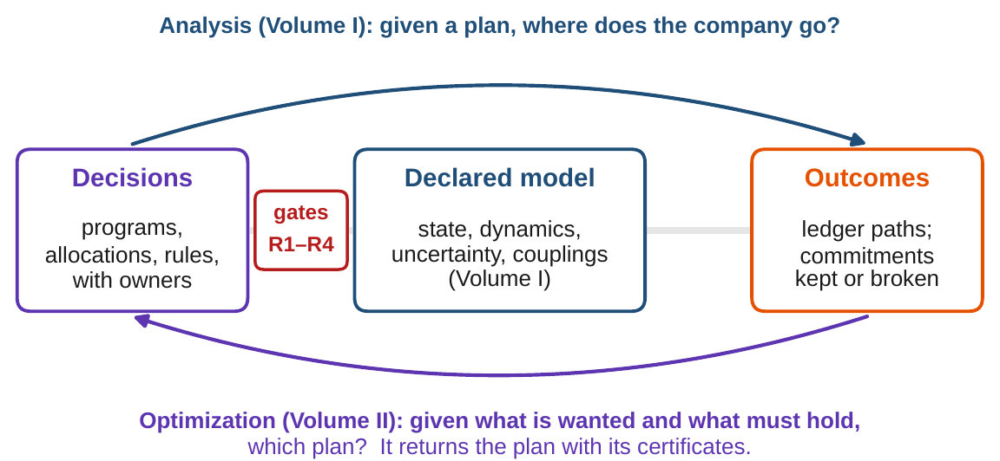 Analysis (Volume I): given a plan, where does the company go?
Decisions
programs,
allocations, rules,
with owners
gates
R1–R4
Declared model
state, dynamics,
uncertainty, couplings
(Volume I)
Outcomes
ledger paths;
commitments
kept or broken
Optimization (Volume II): given what is wanted and what must hold,
which plan? It returns the plan with its certificates.